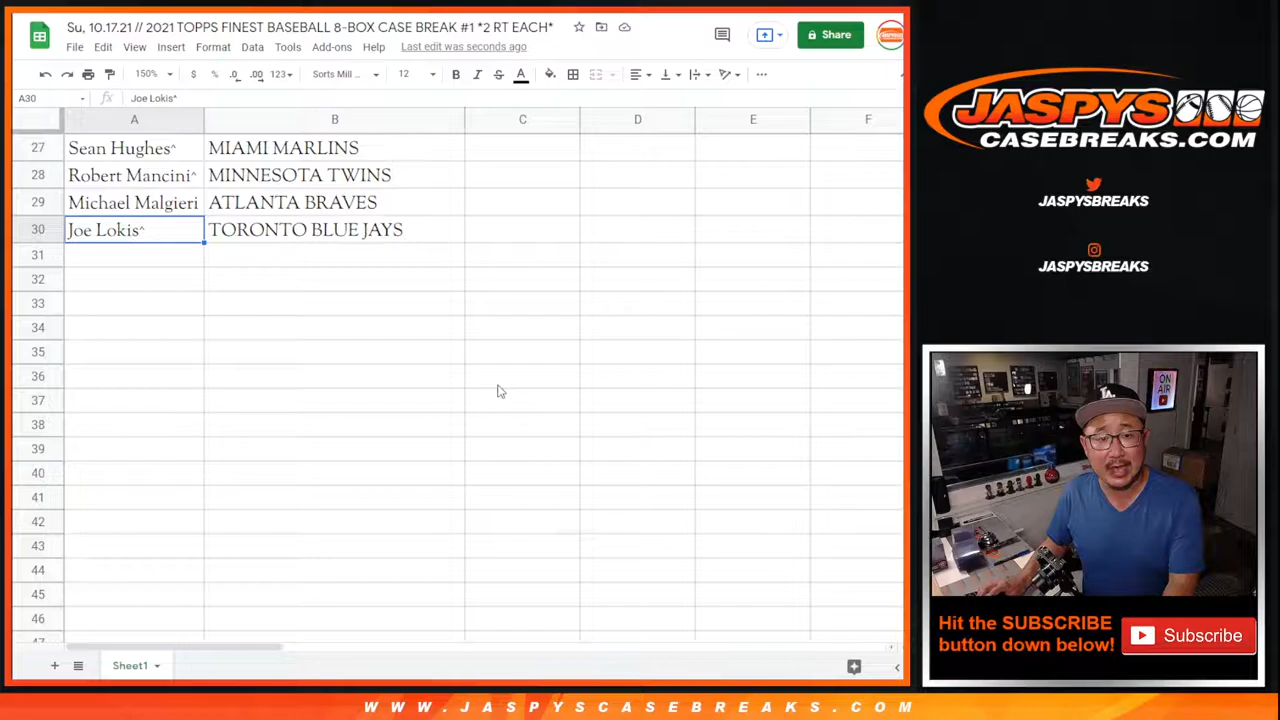 Su, 10.17.21 // 2021 TOPPS FINEST BASEBALL 8-BOX CASE BREAK #1 *2 RT EACH*
File Edit View Insert Format Data Tools Add-ons Help Last edit was seconds ago
Share
150% $ % .0 .00 123 Sorts Mill ... 12 B I S A
A30 fx Joe Lokis^
A B C D E F
27 Sean Hughes^ MIAMI MARLINS
28 Robert Mancini^ MINNESOTA TWINS
29 Michael Malgieri ATLANTA BRAVES
30 Joe Lokis^ TORONTO BLUE JAYS
31
32
33
34
35
36
37
38
39
40
41
42
43
44
45
46
47
Sheet1
JASPYS
CASEBREAKS.COM
JASPYSBREAKS
JASPYSBREAKS
ON
AIR
LA
Hit the SUBSCRIBE
button down below!
Subscribe
WWW.JASPYSCASEBREAKS.COM